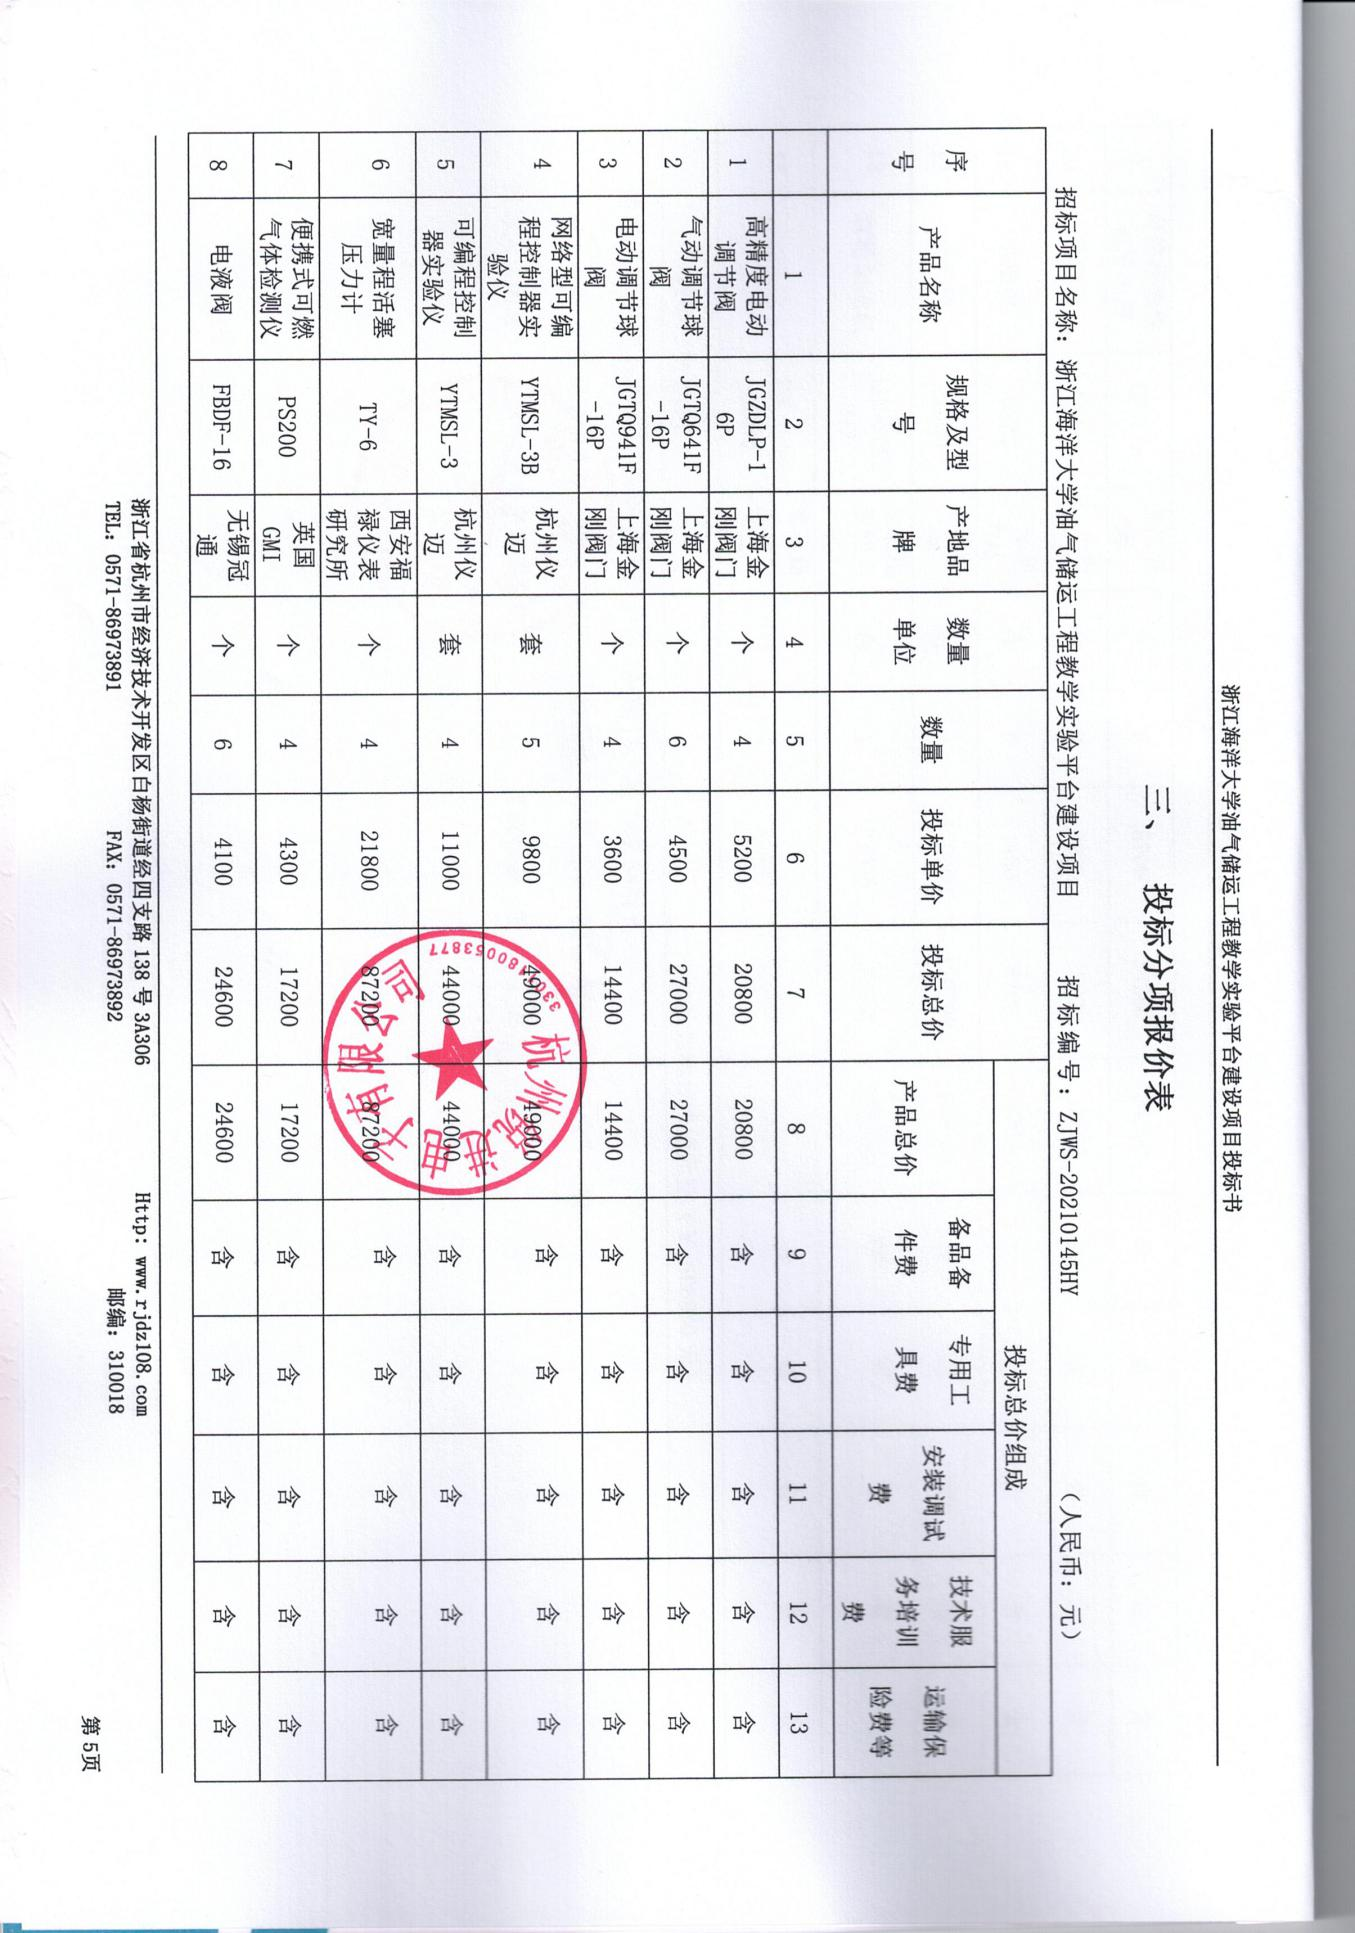 浙江海洋大学油气储运工程教学实验平台建设项目投标书
三、 投标分项报价表
招标项目名称：浙江海洋大学油气储运工程教学实验平台建设项目 招标编号：ZJWS-20210145HY （人民币：元）
序号 产品名称 规格及型号 产地品牌 数量单位 数量 投标单价 投标总价 投标总价组成
产品总价 备品备件费 专用工具费 安装调试费 技术服务培训费 运输保险费等
1 2 3 4 5 6 7 8 9 10 11 12 13
1 高精度电动调节阀 JGZDLP-16P 上海金刚阀门 个 4 5200 20800 20800 含 含 含 含 含
2 气动调节球阀 JGTQ641F-16P 上海金刚阀门 个 6 4500 27000 27000 含 含 含 含 含
3 电动调节球阀 JGTQ941F-16P 上海金刚阀门 个 4 3600 14400 14400 含 含 含 含 含
4 网络型可编程控制器实验仪 YTMSL-3B 杭州仪迈 套 5 9800 49000 49000 含 含 含 含 含
5 可编程控制器实验仪 YTMSL-3 杭州仪迈 套 4 11000 44000 44000 含 含 含 含 含
6 宽量程活塞压力计 TY-6 西安福禄仪表研究所 个 4 21800 87200 87200 含 含 含 含 含
7 便携式可燃气体检测仪 PS200 英国GMI 个 4 4300 17200 17200 含 含 含 含 含
8 电液阀 FBDF-16 无锡冠通 个 6 4100 24600 24600 含 含 含 含 含
浙江省杭州市经济技术开发区白杨街道经四支路 138 号 3A306 Http: www.rjdz108.com
TEL: 0571-86973891 FAX: 0571-86973892 邮编: 310018
第 5页